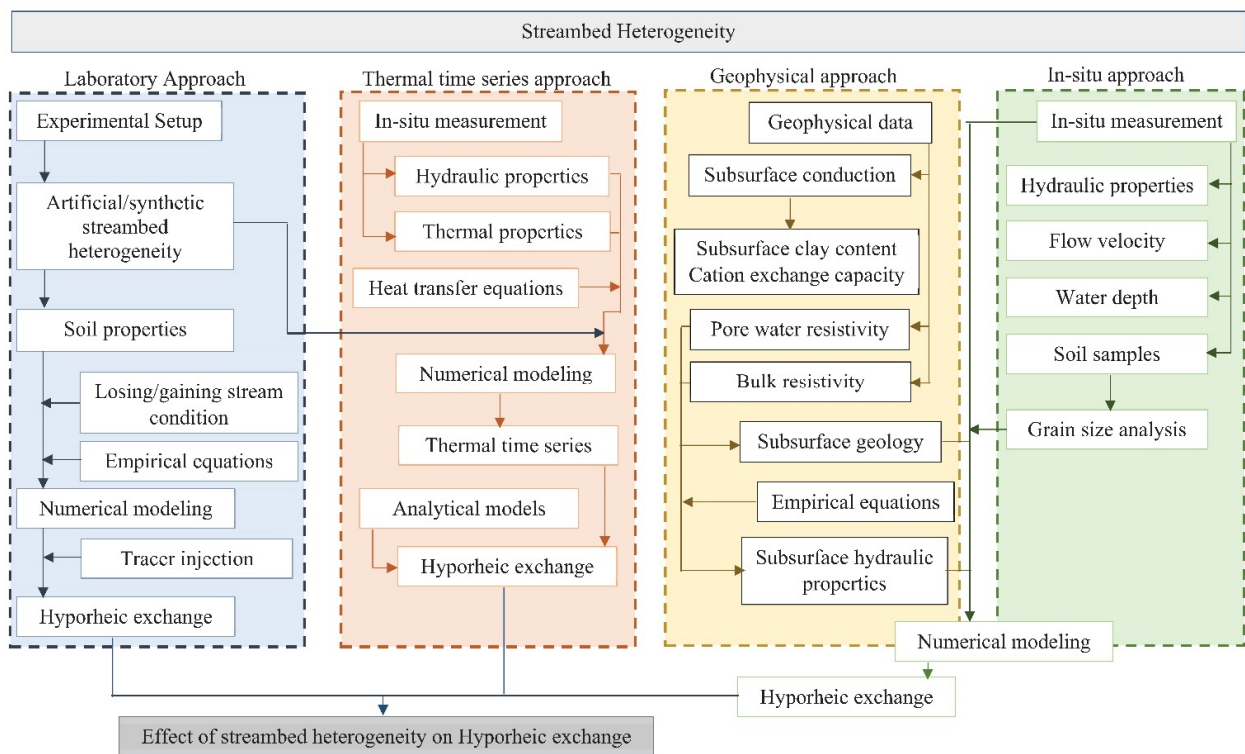 Streambed Heterogeneity
Laboratory Approach
Experimental Setup
Artificial/synthetic
streambed
heterogeneity
Soil properties
Losing/gaining stream
condition
Empirical equations
Numerical modeling
Tracer injection
Hyporheic exchange
Thermal time series approach
In-situ measurement
Hydraulic properties
Thermal properties
Heat transfer equations
Numerical modeling
Thermal time series
Analytical models
Hyporheic exchange
Geophysical approach
Geophysical data
Subsurface conduction
Subsurface clay content
Cation exchange capacity
Pore water resistivity
Bulk resistivity
Subsurface geology
Empirical equations
Subsurface hydraulic
properties
In-situ approach
In-situ measurement
Hydraulic properties
Flow velocity
Water depth
Soil samples
Grain size analysis
Numerical modeling
Hyporheic exchange
Effect of streambed heterogeneity on Hyporheic exchange